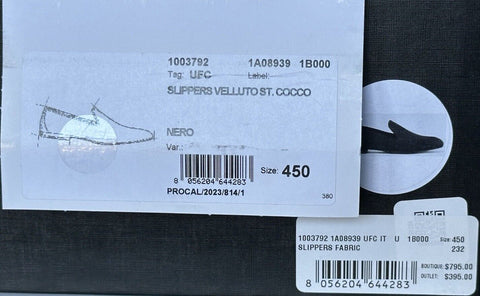 1003792 1A08939 1B000
Tag: UFC Label:
SLIPPERS VELLUTO ST. COCCO
NERO
Var.:
Size: 450
8 056204 644283
PROCAL/2023/814/1
380
1003792 1A08939 UFC IT U 1B000 Size: 450
SLIPPERS FABRIC 232
BOUTIQUE: $795.00
OUTLET: $395.00
8 056204 644283